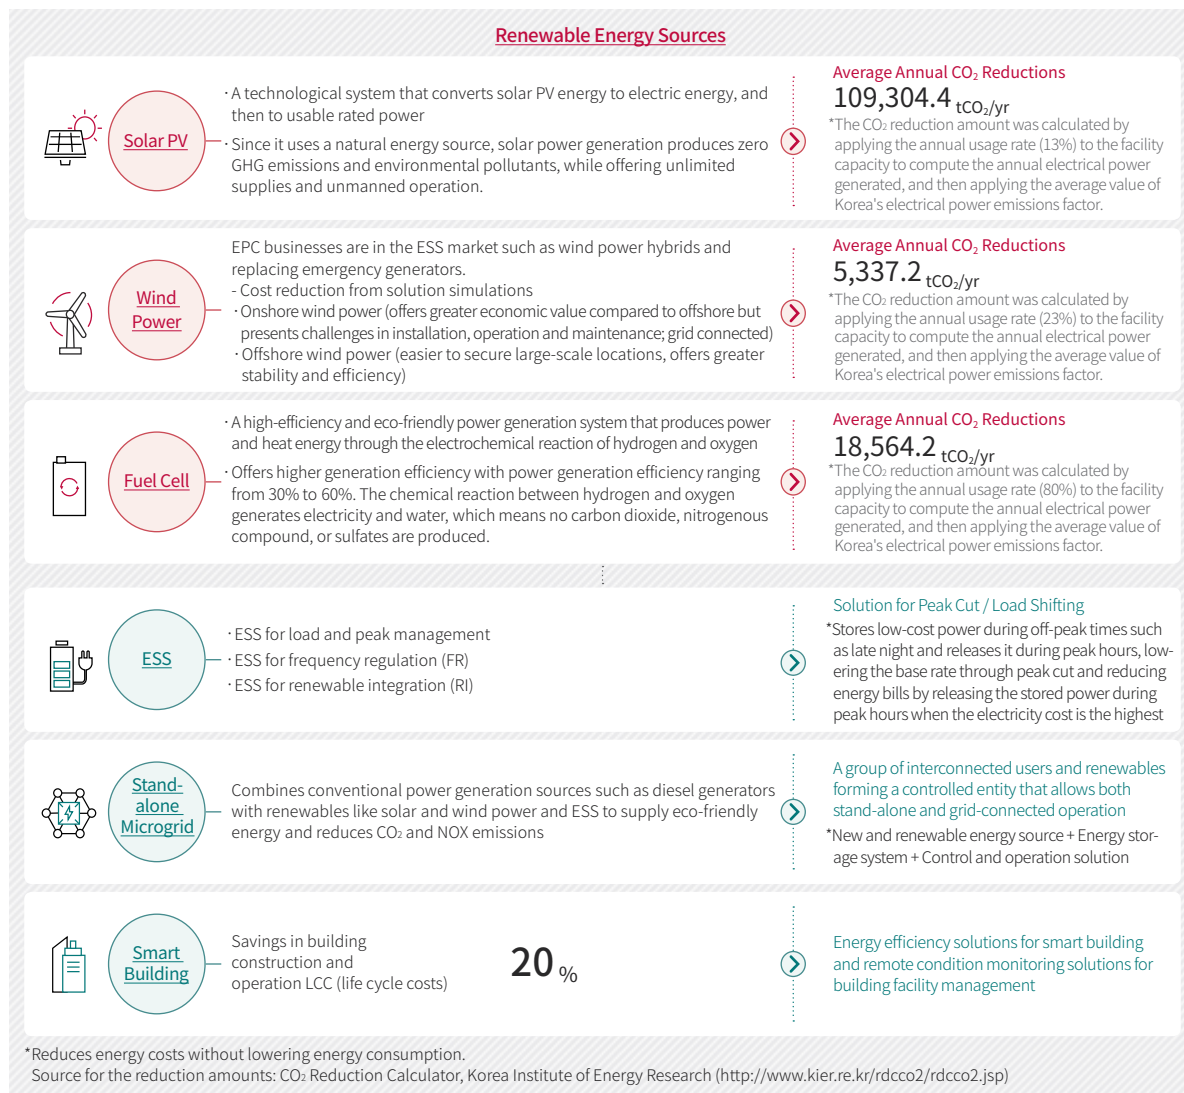 Renewable Energy Sources
Solar PV
· A technological system that converts solar PV energy to electric energy, and
then to usable rated power
· Since it uses a natural energy source, solar power generation produces zero
GHG emissions and environmental pollutants, while offering unlimited
supplies and unmanned operation.
Average Annual CO₂ Reductions
109,304.4 tCO₂/yr
*The CO₂ reduction amount was calculated by
applying the annual usage rate (13%) to the facility
capacity to compute the annual electrical power
generated, and then applying the average value of
Korea's electrical power emissions factor.
Wind
Power
EPC businesses are in the ESS market such as wind power hybrids and
replacing emergency generators.
- Cost reduction from solution simulations
· Onshore wind power (offers greater economic value compared to offshore but
presents challenges in installation, operation and maintenance; grid connected)
· Offshore wind power (easier to secure large-scale locations, offers greater
stability and efficiency)
Average Annual CO₂ Reductions
5,337.2 tCO₂/yr
*The CO₂ reduction amount was calculated by
applying the annual usage rate (23%) to the facility
capacity to compute the annual electrical power
generated, and then applying the average value of
Korea's electrical power emissions factor.
Fuel Cell
· A high-efficiency and eco-friendly power generation system that produces power
and heat energy through the electrochemical reaction of hydrogen and oxygen
· Offers higher generation efficiency with power generation efficiency ranging
from 30% to 60%. The chemical reaction between hydrogen and oxygen
generates electricity and water, which means no carbon dioxide, nitrogenous
compound, or sulfates are produced.
Average Annual CO₂ Reductions
18,564.2 tCO₂/yr
*The CO₂ reduction amount was calculated by
applying the annual usage rate (80%) to the facility
capacity to compute the annual electrical power
generated, and then applying the average value of
Korea's electrical power emissions factor.
ESS
· ESS for load and peak management
· ESS for frequency regulation (FR)
· ESS for renewable integration (RI)
Solution for Peak Cut / Load Shifting
*Stores low-cost power during off-peak times such
as late night and releases it during peak hours, low-
ering the base rate through peak cut and reducing
energy bills by releasing the stored power during
peak hours when the electricity cost is the highest
Stand-
alone
Microgrid
Combines conventional power generation sources such as diesel generators
with renewables like solar and wind power and ESS to supply eco-friendly
energy and reduces CO₂ and NOX emissions
A group of interconnected users and renewables
forming a controlled entity that allows both
stand-alone and grid-connected operation
*New and renewable energy source + Energy stor-
age system + Control and operation solution
Smart
Building
Savings in building
construction and
operation LCC (life cycle costs)
20 %
Energy efficiency solutions for smart building
and remote condition monitoring solutions for
building facility management
*Reduces energy costs without lowering energy consumption.
Source for the reduction amounts: CO₂ Reduction Calculator, Korea Institute of Energy Research (http://www.kier.re.kr/rdcco2/rdcco2.jsp)